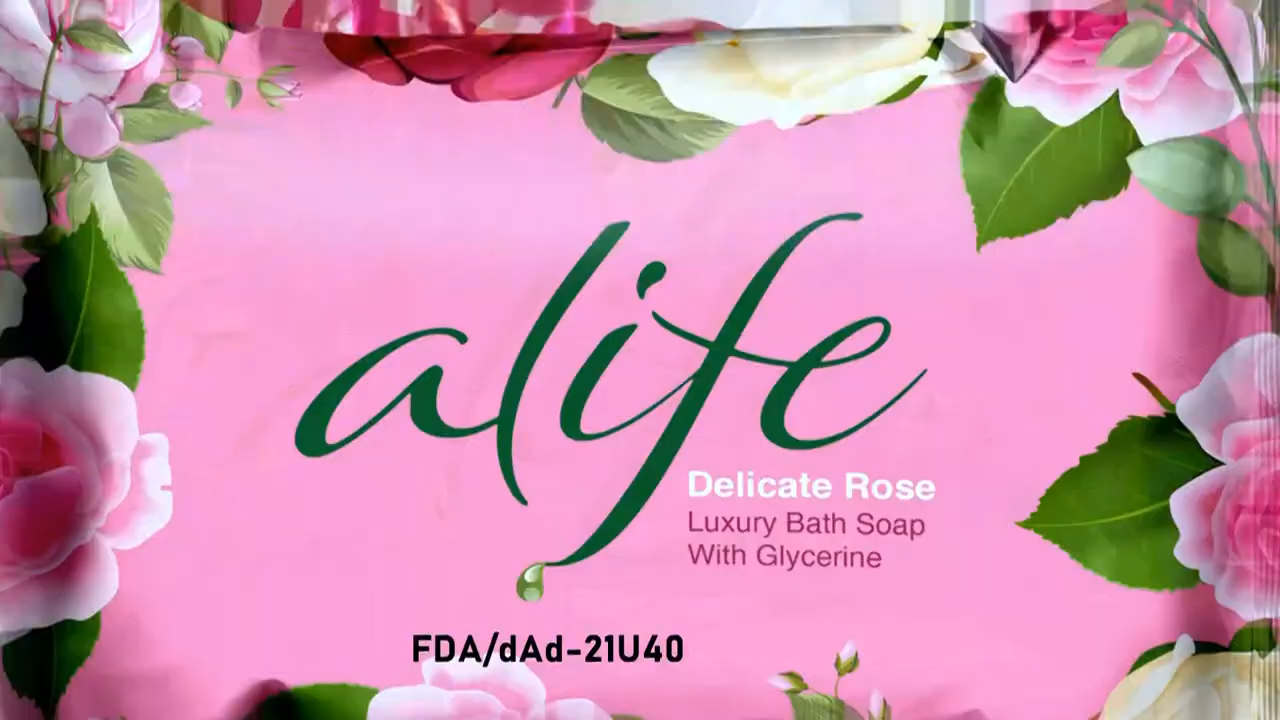 alife
Delicate Rose
Luxury Bath Soap
With Glycerine
FDA/dAd-21U40